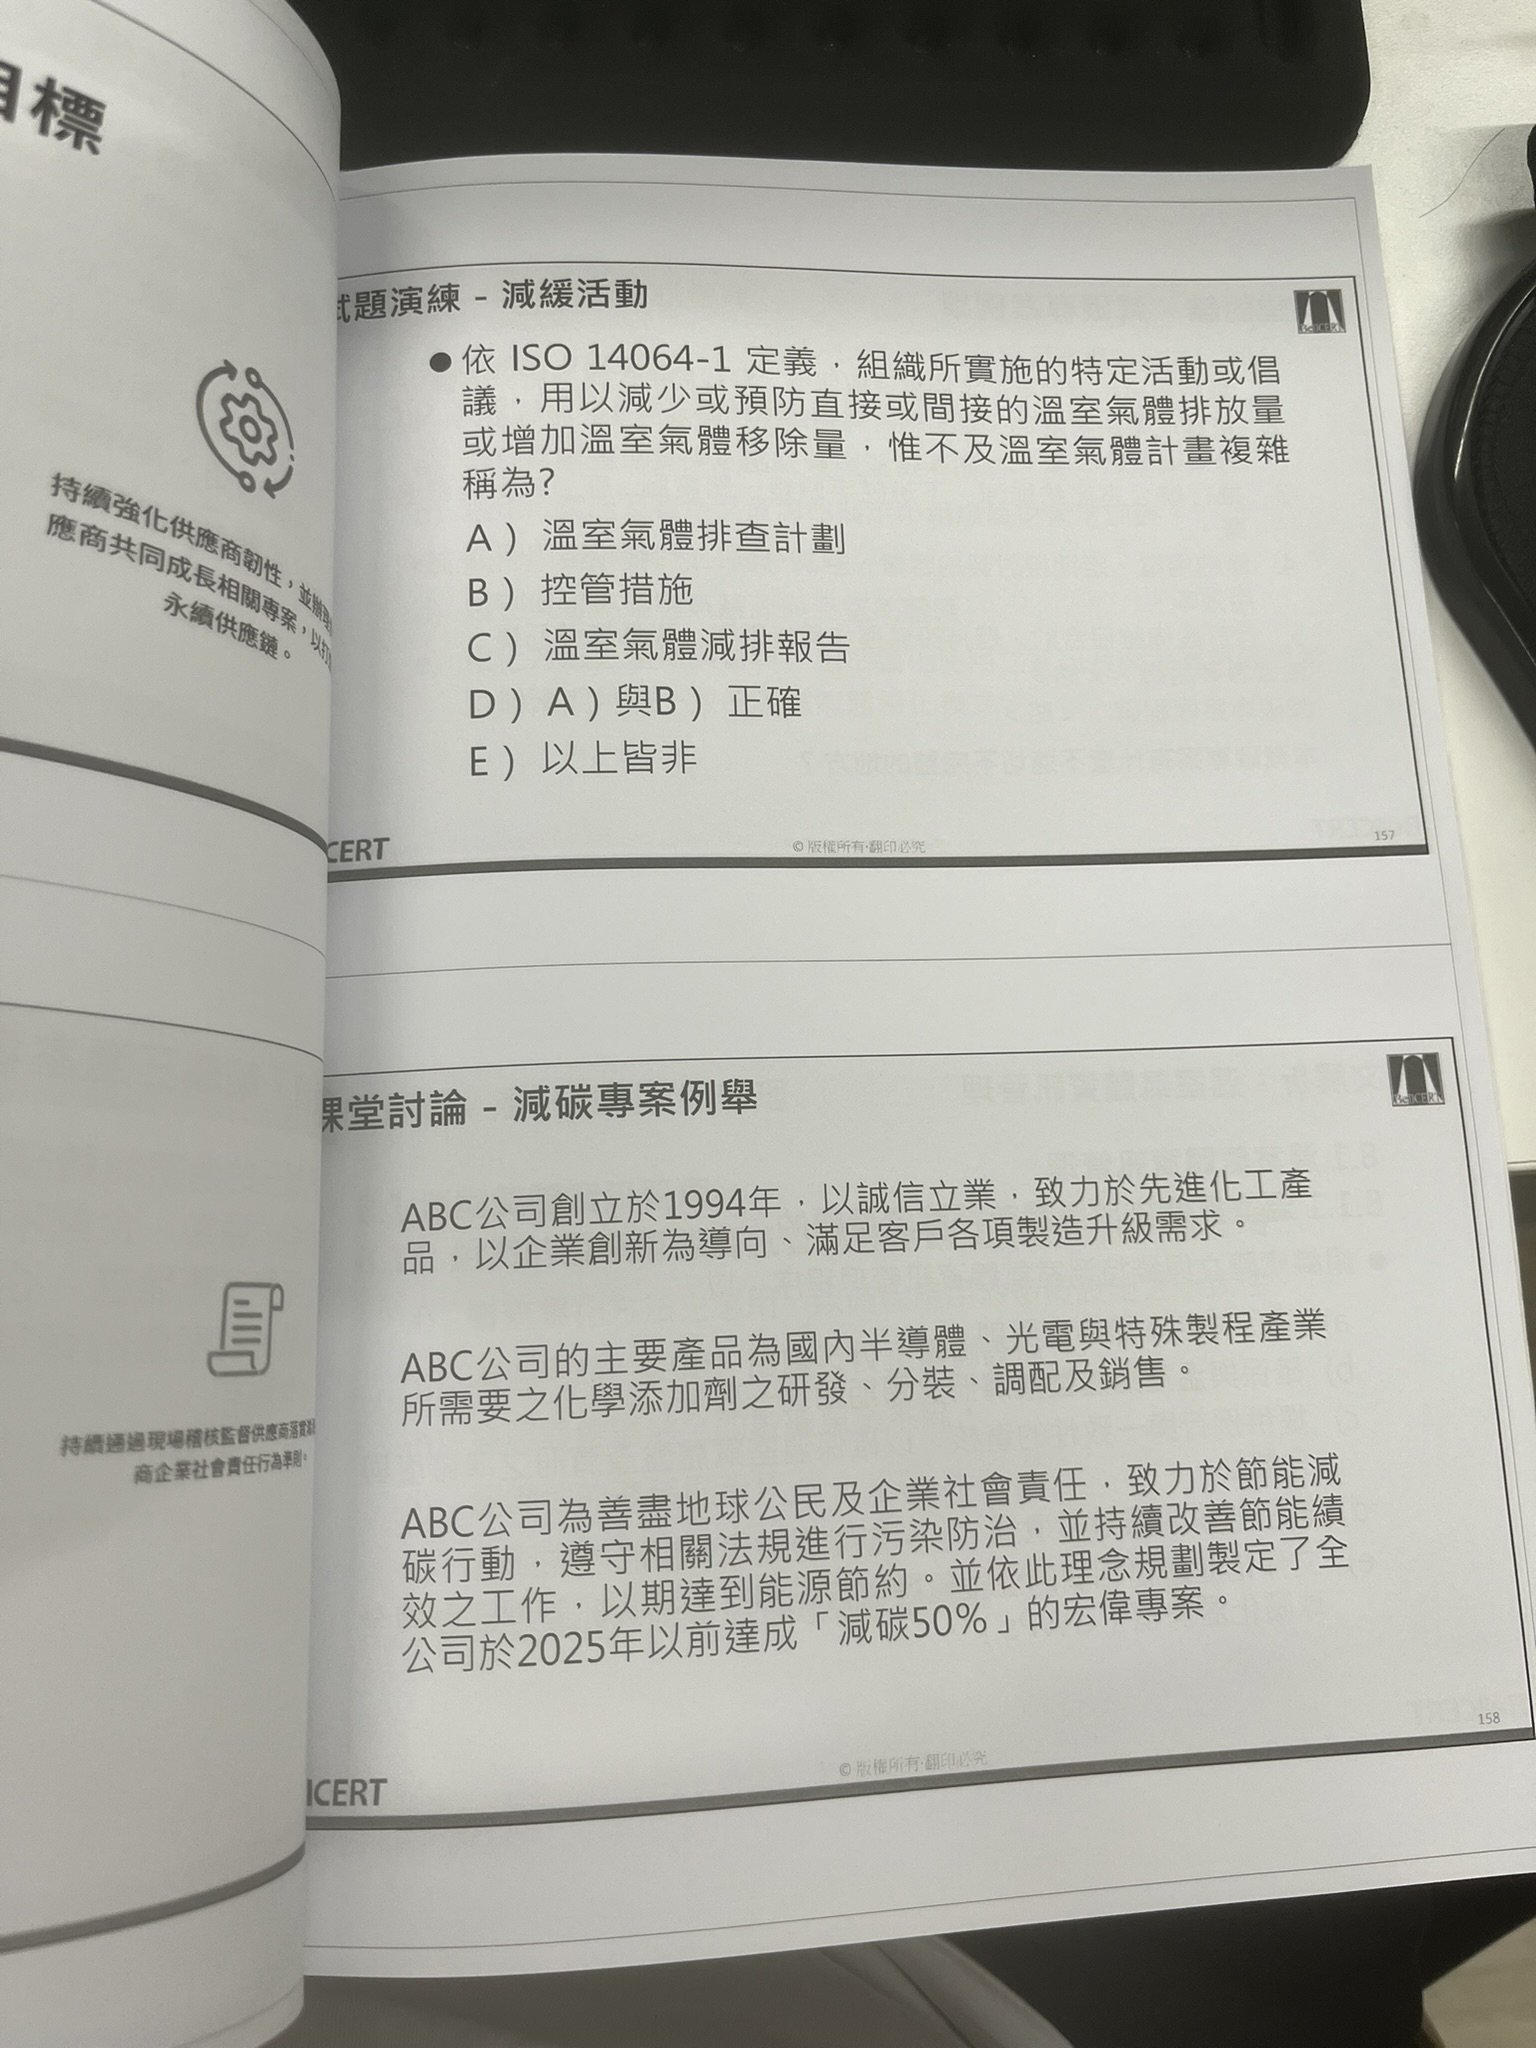 目標
持續強化供應商韌性，並辦理
應商共同成長相關專案，以打
永續供應鏈。
持續通過現場稽核監督供應商落實
商企業社會責任行為準則。
試題演練 - 減緩活動
BellCERT
● 依 ISO 14064-1 定義，組織所實施的特定活動或倡
議，用以減少或預防直接或間接的溫室氣體排放量
或增加溫室氣體移除量，惟不及溫室氣體計畫複雜
稱為?
A） 溫室氣體排查計劃
B） 控管措施
C） 溫室氣體減排報告
D）A）與B） 正確
E） 以上皆非
CERT
© 版權所有‧翻印必究
157
課堂討論 - 減碳專案例舉
BellCERT
ABC公司創立於1994年，以誠信立業，致力於先進化工產
品，以企業創新為導向、滿足客戶各項製造升級需求。
ABC公司的主要產品為國內半導體、光電與特殊製程產業
所需要之化學添加劑之研發、分裝、調配及銷售。
ABC公司為善盡地球公民及企業社會責任，致力於節能減
碳行動，遵守相關法規進行污染防治，並持續改善節能績
效之工作，以期達到能源節約。並依此理念規劃製定了全
公司於2025年以前達成「減碳50%」的宏偉專案。
ICERT
© 版權所有‧翻印必究
158